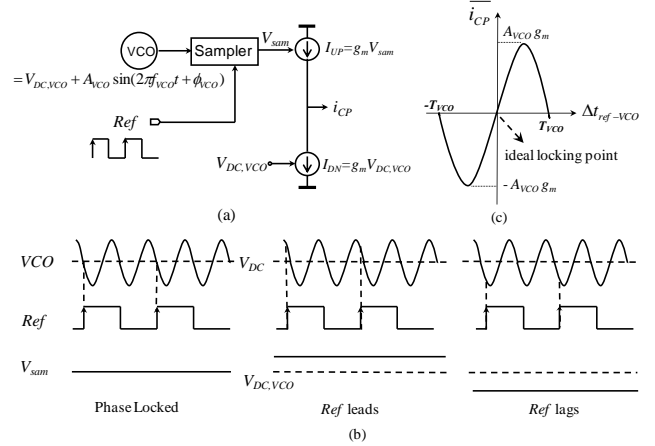 VCO
Sampler
V_sam
I_UP=g_mV_sam
=V_DC,VCO + A_VCO sin(2πf_VCO t + ϕ_VCO)
i_CP
Ref
V_DC,VCO
I_DN=g_mV_DC,VCO
(a)
i_CP
A_VCO g_m
-T_VCO
T_VCO
Δt_ref-VCO
ideal locking point
- A_VCO g_m
(c)
VCO
V_DC
Ref
V_sam
V_DC,VCO
Phase Locked
Ref leads
Ref lags
(b)